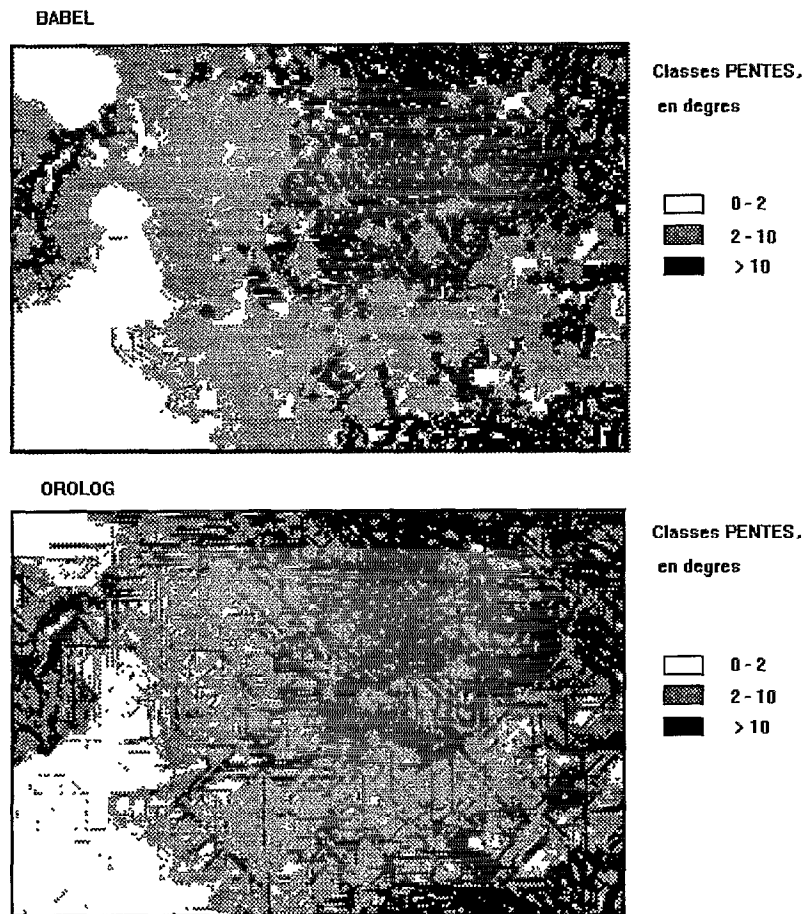 BABEL
Classes PENTES,
en degres
0 - 2
2 - 10
> 10
OROLOG
Classes PENTES,
en degres
0 - 2
2 - 10
> 10